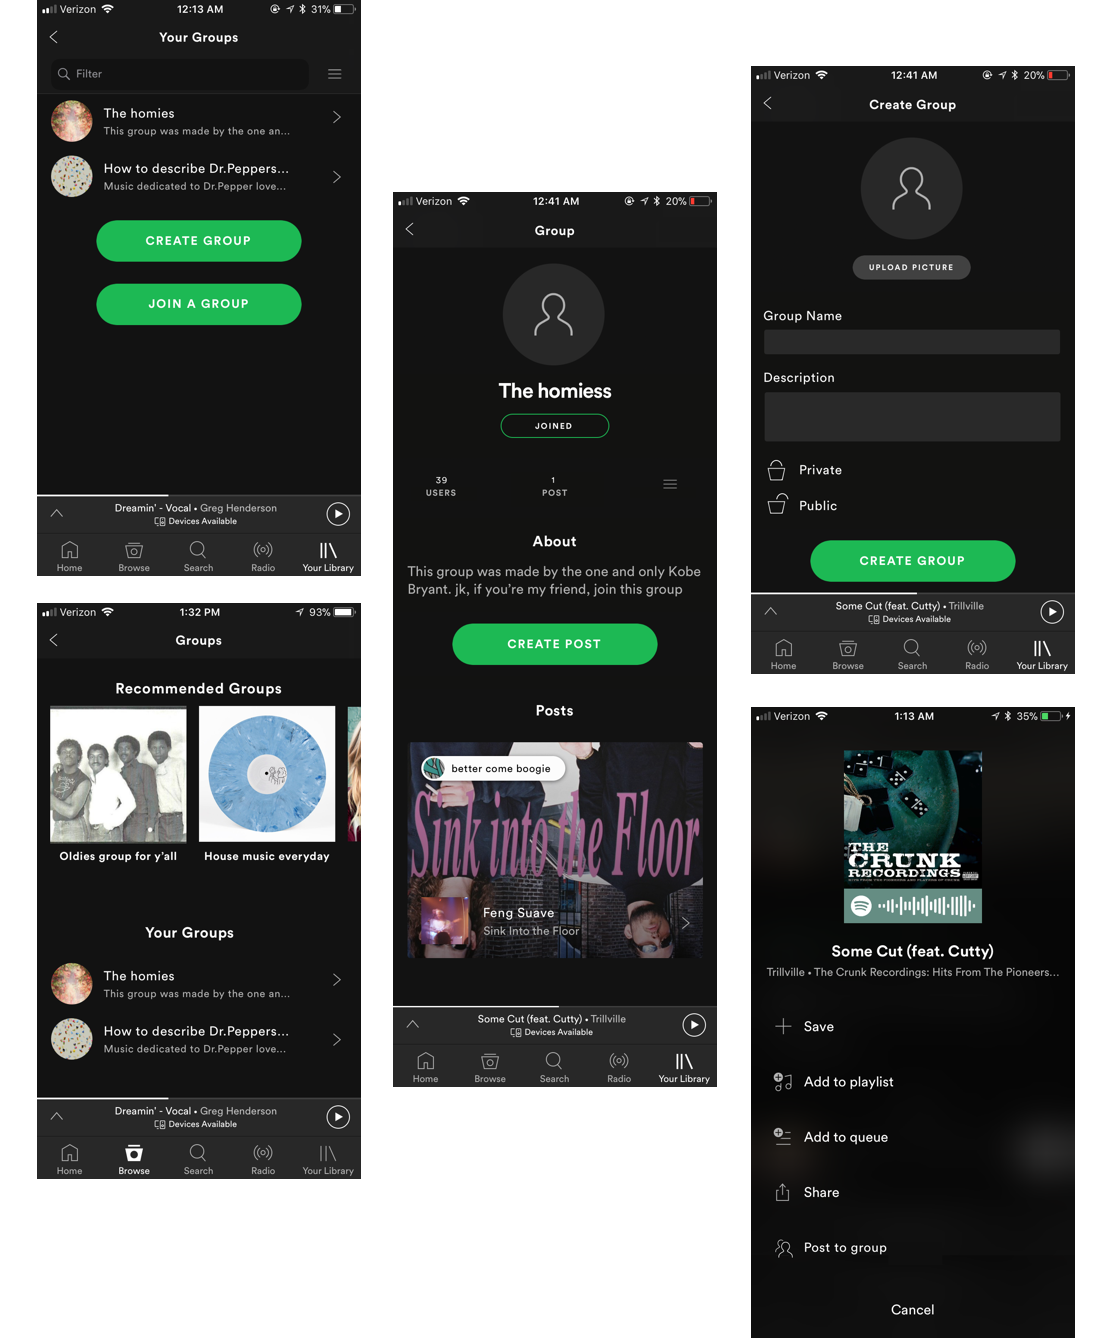 Verizon 12:13 AM 31%
Your Groups
Filter
The homies
This group was made by the one an...
How to describe Dr.Peppers...
Music dedicated to Dr.Pepper love...
CREATE GROUP
JOIN A GROUP
Dreamin' - Vocal • Greg Henderson
Devices Available
Home Browse Search Radio Your Library
Verizon 1:32 PM 93%
Groups
Recommended Groups
Oldies group for y'all House music everyday
Your Groups
The homies
This group was made by the one an...
How to describe Dr.Peppers...
Music dedicated to Dr.Pepper love...
Dreamin' - Vocal • Greg Henderson
Devices Available
Home Browse Search Radio Your Library
Verizon 12:41 AM 20%
Group
The homiess
JOINED
39 1
USERS POST
About
This group was made by the one and only Kobe
Bryant. jk, if you're my friend, join this group
CREATE POST
Posts
better come boogie
Sink into the Floor
Feng Suave
Sink Into the Floor
Some Cut (feat. Cutty) • Trillville
Devices Available
Home Browse Search Radio Your Library
Verizon 12:41 AM 20%
Create Group
UPLOAD PICTURE
Group Name
Description
Private
Public
CREATE GROUP
Some Cut (feat. Cutty) • Trillville
Devices Available
Home Browse Search Radio Your Library
Verizon 1:13 AM 35%
THE
CRUNK
RECORDINGS
Some Cut (feat. Cutty)
Trillville • The Crunk Recordings: Hits From The Pioneers...
Save
Add to playlist
Add to queue
Share
Post to group
Cancel